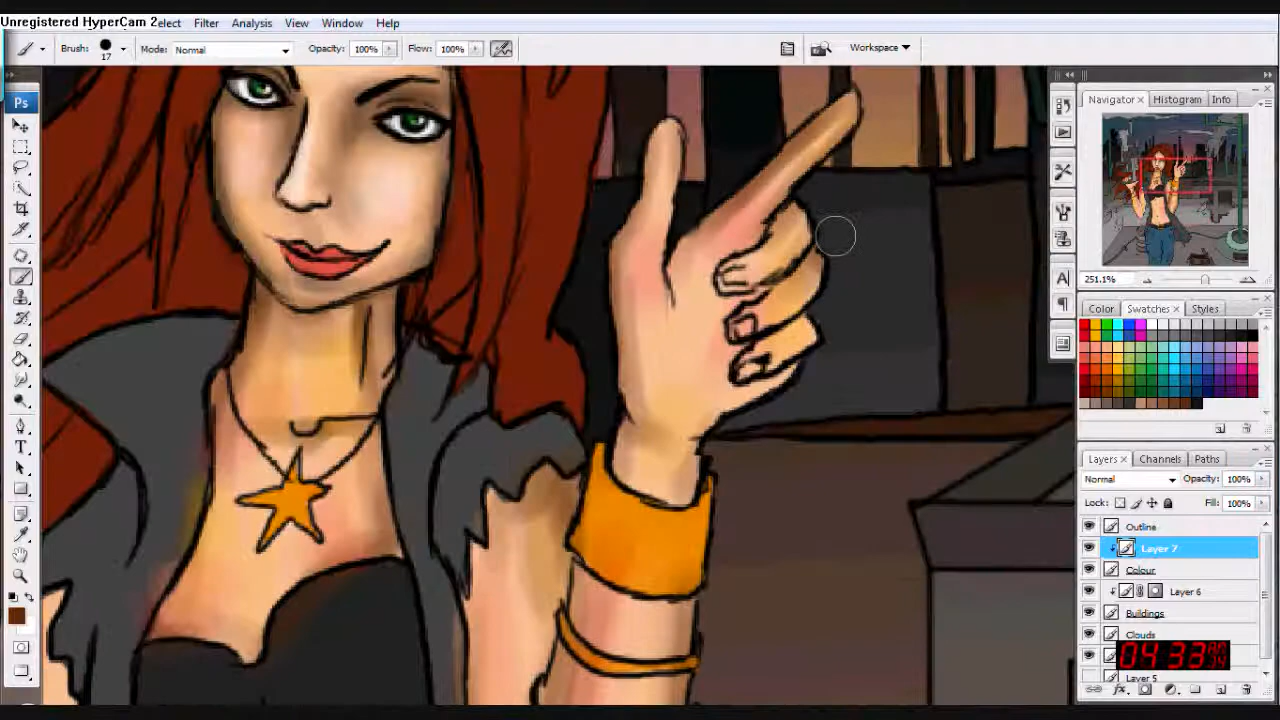 Unregistered HyperCam 2
elect Filter Analysis View Window Help
Brush: 17 Mode: Normal Opacity: 100% Flow: 100% Workspace
Ps
Navigator Histogram Info
251.1%
Color Swatches Styles
Layers Channels Paths
Normal Opacity: 100%
Lock: Fill: 100%
Outline
Layer 7
Colour
Layer 6
Buildings
Clouds
Layer 5
04 33